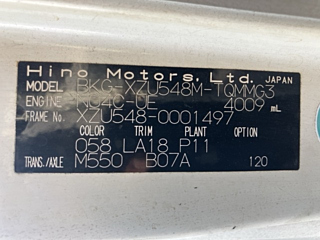 Hino Motors, Ltd. JAPAN
MODEL BKG-XZU548M-TQMMG3
ENGINE N04C-UE 4009 mL
FRAME No. XZU548-0001497
COLOR TRIM PLANT OPTION
058 LA18 P11
TRANS./AXLE M550 B07A 120